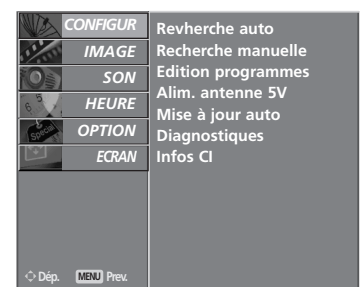 CONFIGUR
IMAGE
SON
HEURE
OPTION
ECRAN
Revherche auto
Recherche manuelle
Edition programmes
Alim. antenne 5V
Mise à jour auto
Diagnostiques
Infos CI
Dép. MENU Prev.